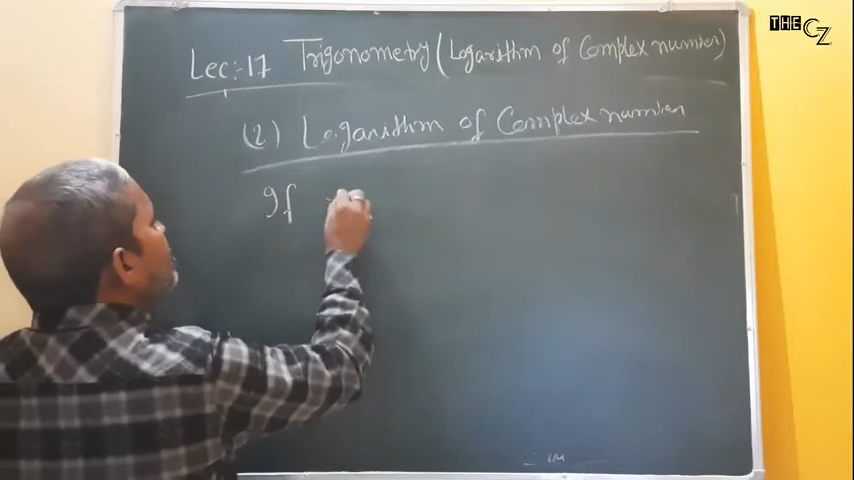 THE CZ
Lec:-17 Trigonometry (Logarithm of Complex number)
(2) Logarithm of Complex number
If